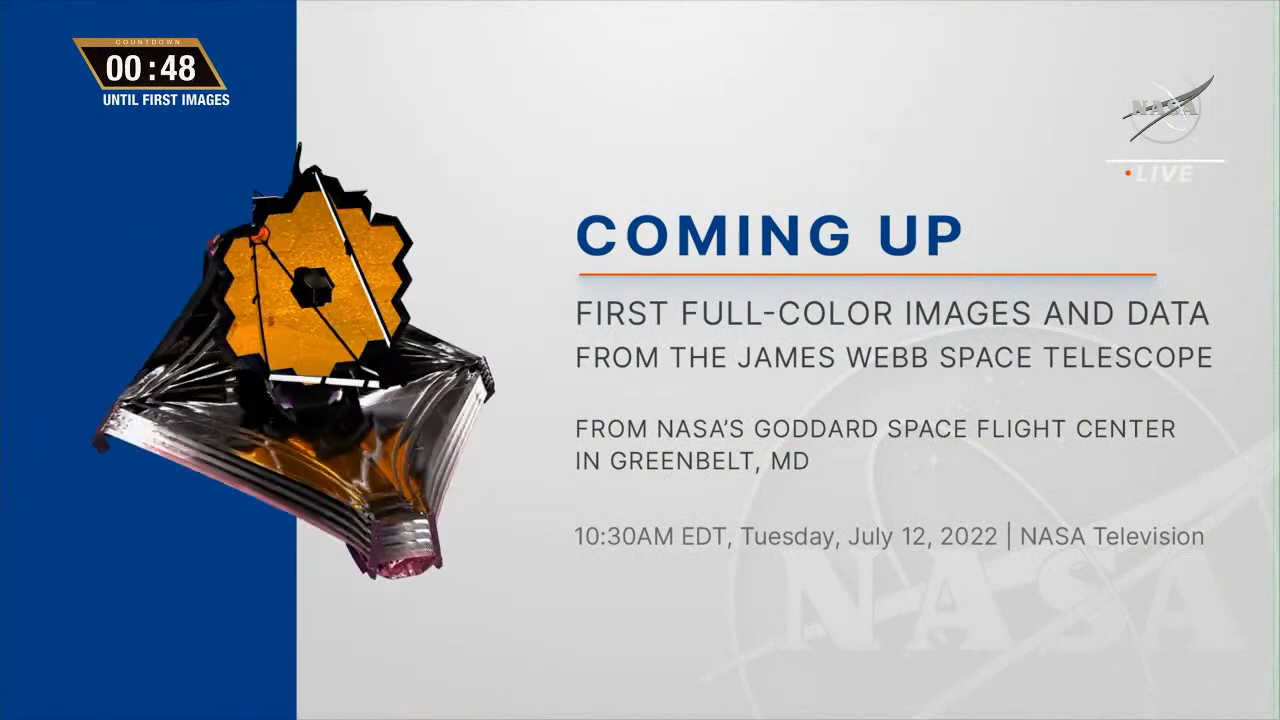 COUNTDOWN
00:48
UNTIL FIRST IMAGES
NASA
LIVE
COMING UP
FIRST FULL-COLOR IMAGES AND DATA
FROM THE JAMES WEBB SPACE TELESCOPE
FROM NASA’S GODDARD SPACE FLIGHT CENTER
IN GREENBELT, MD
10:30AM EDT, Tuesday, July 12, 2022 | NASA Television
NASA